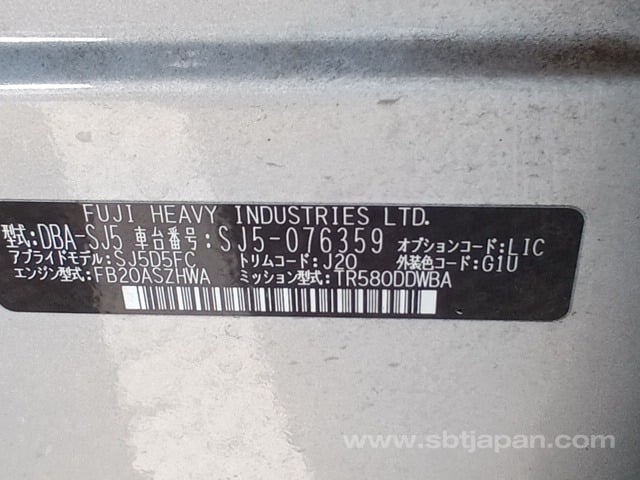 FUJI HEAVY INDUSTRIES LTD.
型式:DBA-SJ5 車台番号:SJ5-076359 オプションコード:LIC
アプライドモデル:SJ5D5FC トリムコード:J20 外装色コード:G1U
エンジン型式:FB20ASZHWA ミッション型式:TR580DDWBA
www.sbtjapan.com